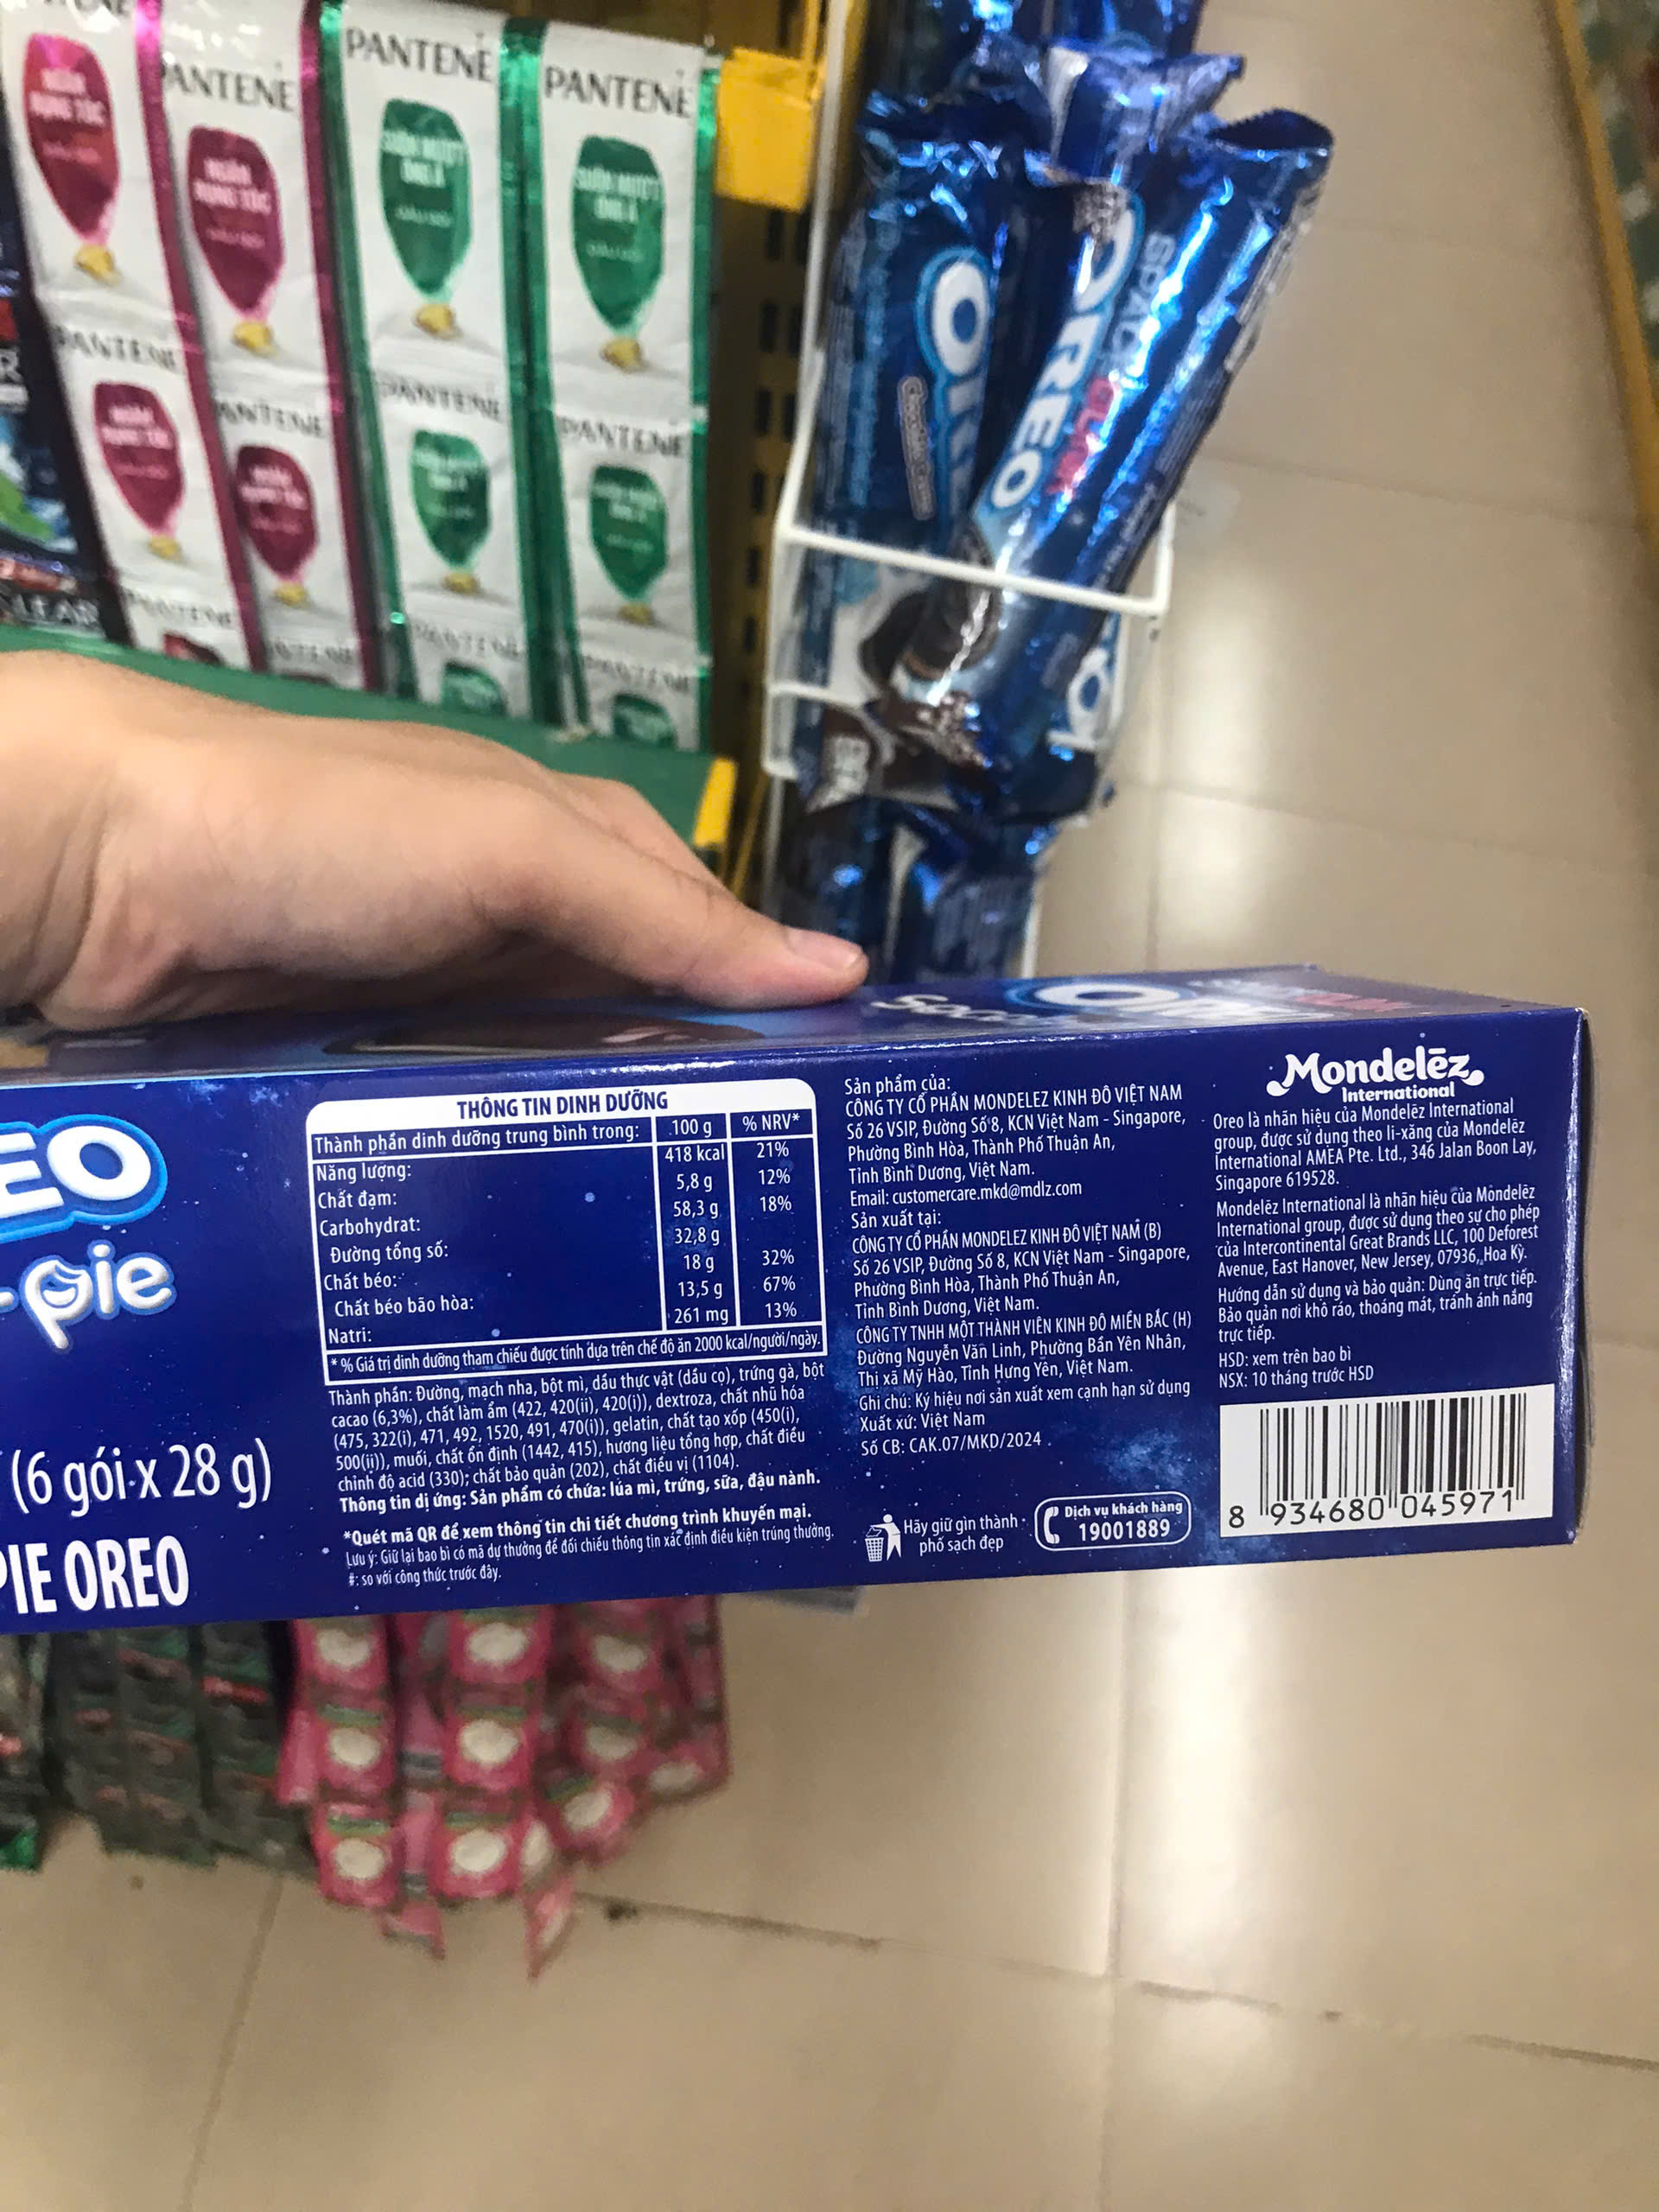 PANTENE
PANTENE
PANTENE
PANTENE
PANTENE
PANTENE
PANTENE
OREO
EO
-pie
(6 gói x 28 g)
PIE OREO
THÔNG TIN DINH DƯỠNG
Thành phần dinh dưỡng trung bình trong: 100 g % NRV*
Năng lượng: 418 kcal 21%
Chất đạm: 5,8 g 12%
Carbohydrat: 58,3 g 18%
Đường tổng số: 32,8 g
Chất béo: 18 g 32%
Chất béo bão hòa: 13,5 g 67%
Natri: 261 mg 13%
* % Giá trị dinh dưỡng tham chiếu được tính dựa trên chế độ ăn 2000 kcal/người/ngày.
Thành phần: Đường, mạch nha, bột mì, dầu thực vật (dầu cọ), trứng gà, bột
cacao (6,3%), chất làm ẩm (422, 420(ii), 420(i)), dextroza, chất nhũ hóa
(475, 322(i), 471, 492, 1520, 491, 470(i)), gelatin, chất tạo xốp (450(i),
500(ii)), muối, chất ổn định (1442, 415), hương liệu tổng hợp, chất điều
chỉnh độ acid (330); chất bảo quản (202), chất điều vị (1104).
Thông tin dị ứng: Sản phẩm có chứa: lúa mì, trứng, sữa, đậu nành.
*Quét mã QR để xem thông tin chi tiết chương trình khuyến mại.
Lưu ý: Giữ lại bao bì có mã dự thưởng để đối chiếu thông tin xác định điều kiện trúng thưởng.
#: so với công thức trước đây.
Sản phẩm của:
CÔNG TY CỔ PHẦN MONDELEZ KINH ĐÔ VIỆT NAM
Số 26 VSIP, Đường Số 8, KCN Việt Nam - Singapore,
Phường Bình Hòa, Thành Phố Thuận An,
Tỉnh Bình Dương, Việt Nam.
Email: customercare.mkd@mdlz.com
Sản xuất tại:
CÔNG TY CỔ PHẦN MONDELEZ KINH ĐÔ VIỆT NAM (B)
Số 26 VSIP, Đường Số 8, KCN Việt Nam - Singapore,
Phường Bình Hòa, Thành Phố Thuận An,
Tỉnh Bình Dương, Việt Nam.
CÔNG TY TNHH MỘT THÀNH VIÊN KINH ĐÔ MIỀN BẮC (H)
Đường Nguyễn Văn Linh, Phường Bần Yên Nhân,
Thị xã Mỹ Hào, Tỉnh Hưng Yên, Việt Nam.
Ghi chú: Ký hiệu nơi sản xuất xem cạnh hạn sử dụng
Xuất xứ: Việt Nam
Số CB: CAK.07/MKD/2024
Hãy giữ gìn thành
phố sạch đẹp
Dịch vụ khách hàng
19001889
Mondelēz
International
Oreo là nhãn hiệu của Mondelēz International
group, được sử dụng theo li-xăng của Mondelēz
International AMEA Pte. Ltd., 346 Jalan Boon Lay,
Singapore 619528.
Mondelēz International là nhãn hiệu của Mondelēz
International group, được sử dụng theo sự cho phép
của Intercontinental Great Brands LLC, 100 Deforest
Avenue, East Hanover, New Jersey, 07936, Hoa Kỳ.
Hướng dẫn sử dụng và bảo quản: Dùng ăn trực tiếp.
Bảo quản nơi khô ráo, thoáng mát, tránh ánh nắng
trực tiếp.
HSD: xem trên bao bì
NSX: 10 tháng trước HSD
8 934680 045971